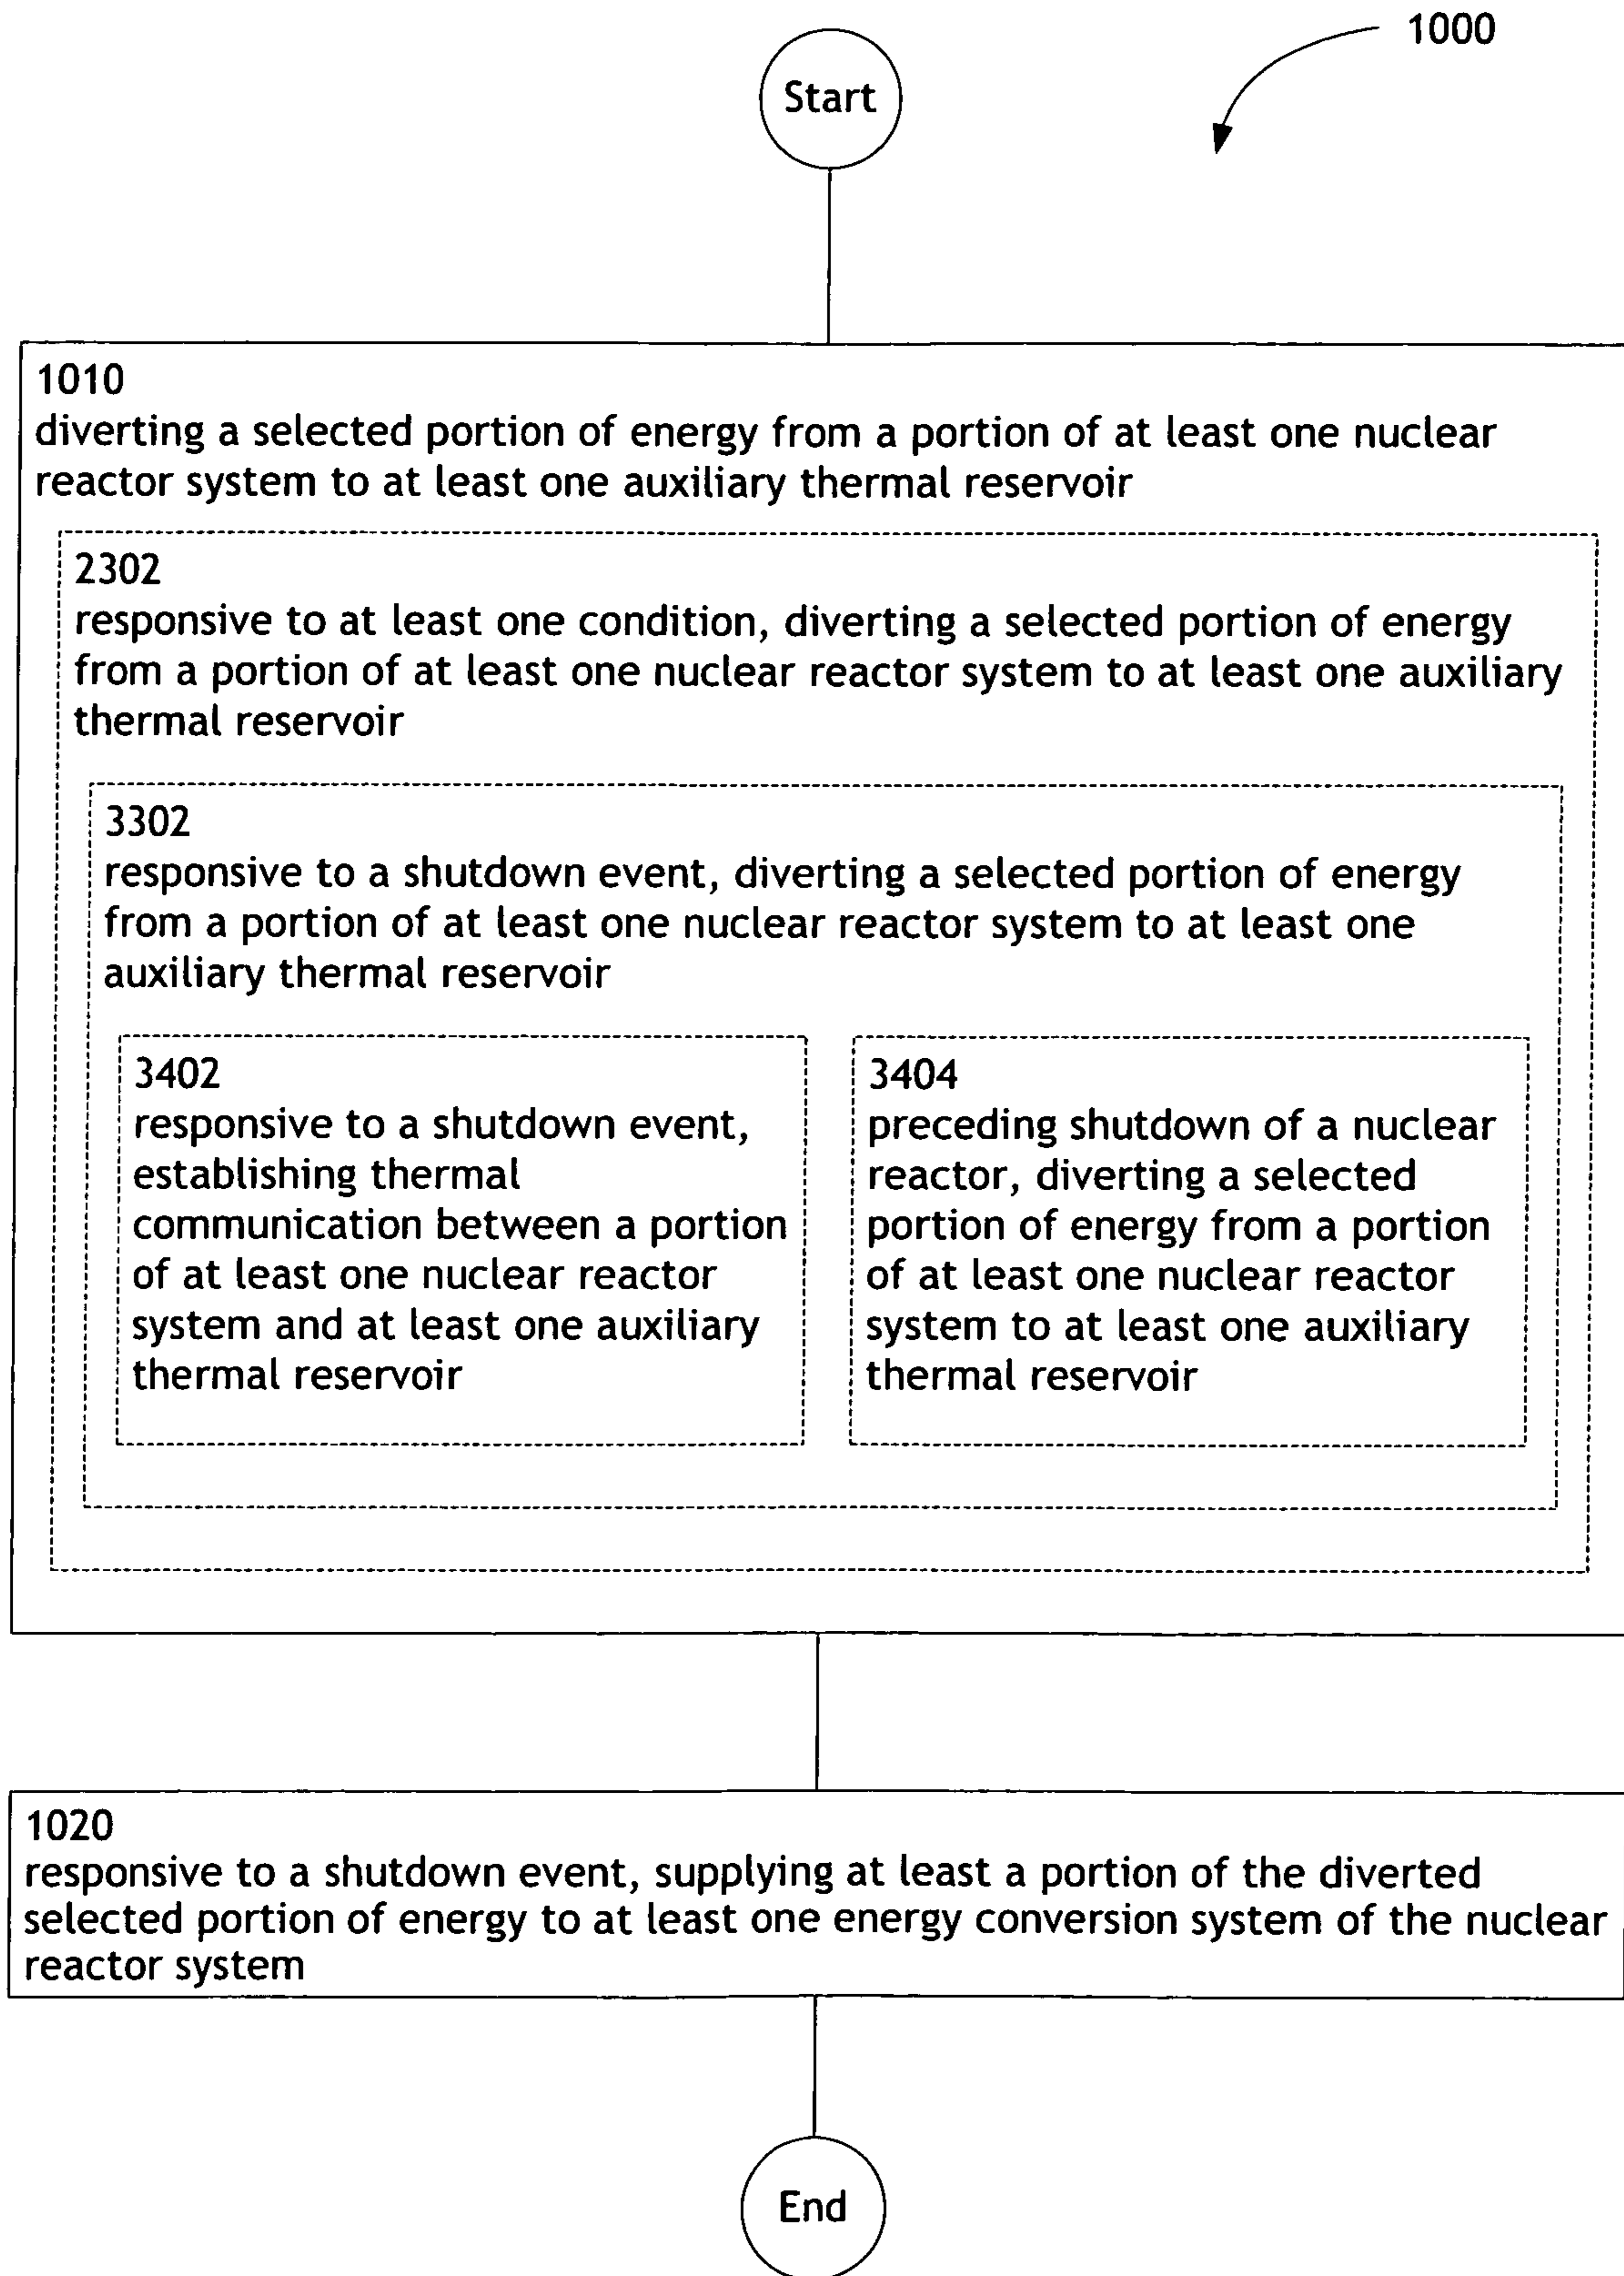 1000
Start
1010
diverting a selected portion of energy from a portion of at least one nuclear
reactor system to at least one auxiliary thermal reservoir
2302
responsive to at least one condition, diverting a selected portion of energy
from a portion of at least one nuclear reactor system to at least one auxiliary
thermal reservoir
3302
responsive to a shutdown event, diverting a selected portion of energy
from a portion of at least one nuclear reactor system to at least one
auxiliary thermal reservoir
3402
responsive to a shutdown event,
establishing thermal
communication between a portion
of at least one nuclear reactor
system and at least one auxiliary
thermal reservoir
3404
preceding shutdown of a nuclear
reactor, diverting a selected
portion of energy from a portion
of at least one nuclear reactor
system to at least one auxiliary
thermal reservoir
1020
responsive to a shutdown event, supplying at least a portion of the diverted
selected portion of energy to at least one energy conversion system of the nuclear
reactor system
End